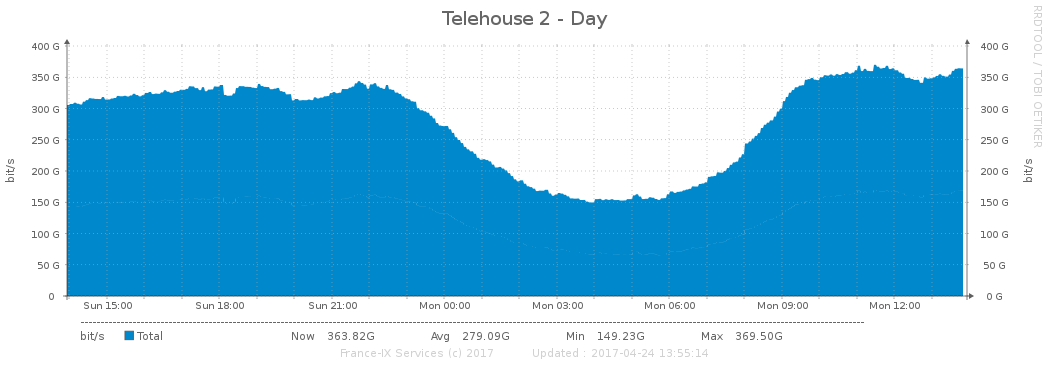 Telehouse 2 - Day
RRDTOOL / TOBI OETIKER
400 G 400 G
350 G 350 G
300 G 300 G
250 G 250 G
200 G 200 G
150 G 150 G
100 G 100 G
50 G 50 G
0 0 G
bit/s bit/s
Sun 15:00 Sun 18:00 Sun 21:00 Mon 00:00 Mon 03:00 Mon 06:00 Mon 09:00 Mon 12:00
bit/s Total Now 363.82G Avg 279.09G Min 149.23G Max 369.50G
France-IX Services (c) 2017 Updated : 2017-04-24 13:55:14